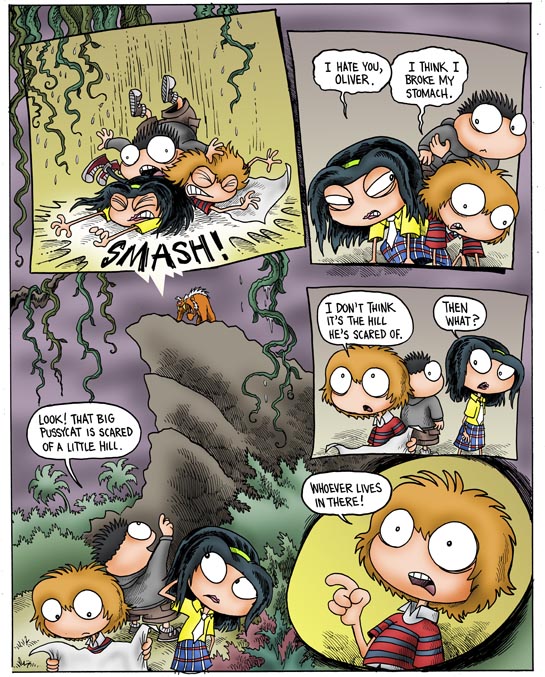 SMASH!
I HATE YOU,
OLIVER.
I THINK I
BROKE MY
STOMACH.
LOOK! THAT BIG
PUSSYCAT IS SCARED
OF A LITTLE HILL.
I DON'T THINK
IT'S THE HILL
HE'S SCARED OF.
THEN
WHAT?
WHOEVER LIVES
IN THERE!